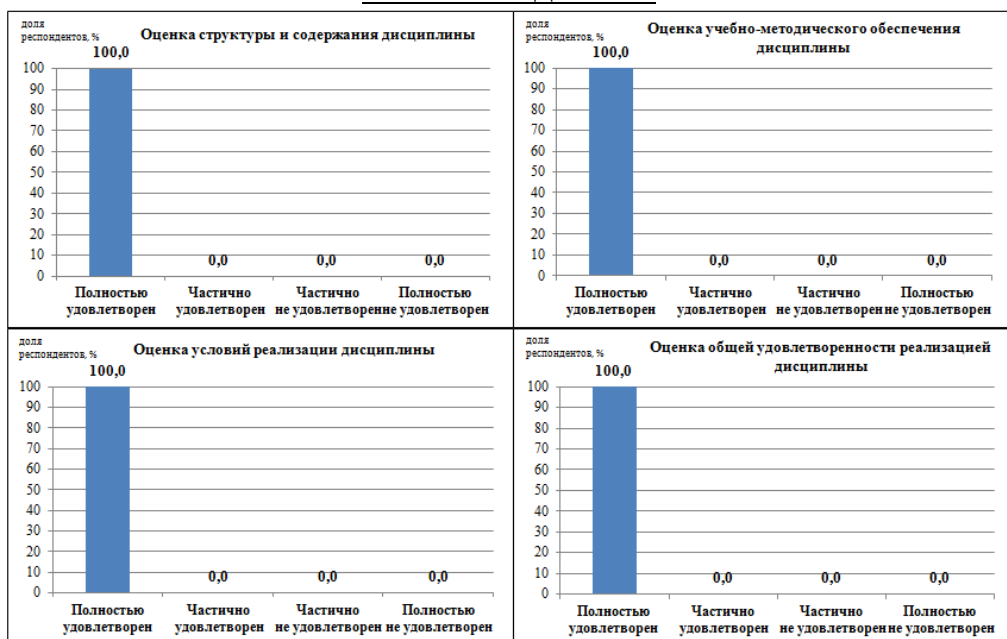 доля
респондентов, %
Оценка структуры и содержания дисциплины
100,0
100
90
80
70
60
50
40
30
20
10
0
0,0 0,0 0,0
Полностью Частично Частично Полностью
удовлетворен удовлетворен не удовлетворен не удовлетворен
доля
респондентов, %
Оценка учебно-методического обеспечения
дисциплины
100,0
100
90
80
70
60
50
40
30
20
10
0
0,0 0,0 0,0
Полностью Частично Частично Полностью
удовлетворен удовлетворен не удовлетворен не удовлетворен
доля
респондентов, %
Оценка условий реализации дисциплины
100,0
100
90
80
70
60
50
40
30
20
10
0
0,0 0,0 0,0
Полностью Частично Частично Полностью
удовлетворен удовлетворен не удовлетворен не удовлетворен
доля
респондентов, %
Оценка общей удовлетворенности реализацией
дисциплины
100,0
100
90
80
70
60
50
40
30
20
10
0
0,0 0,0 0,0
Полностью Частично Частично Полностью
удовлетворен удовлетворен не удовлетворен не удовлетворен